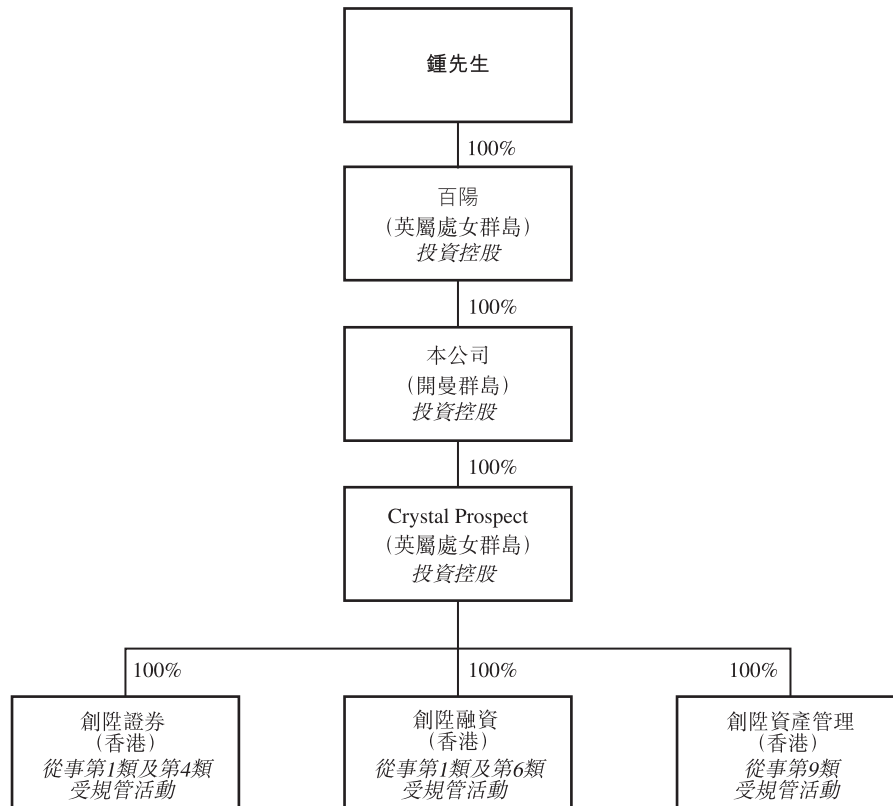 鍾先生
100%
百陽
（英屬處女群島）
投資控股
100%
本公司
（開曼群島）
投資控股
100%
Crystal Prospect
（英屬處女群島）
投資控股
100%
100%
100%
創陞證券
（香港）
從事第1類及第4類
受規管活動
創陞融資
（香港）
從事第1類及第6類
受規管活動
創陞資產管理
（香港）
從事第9類
受規管活動